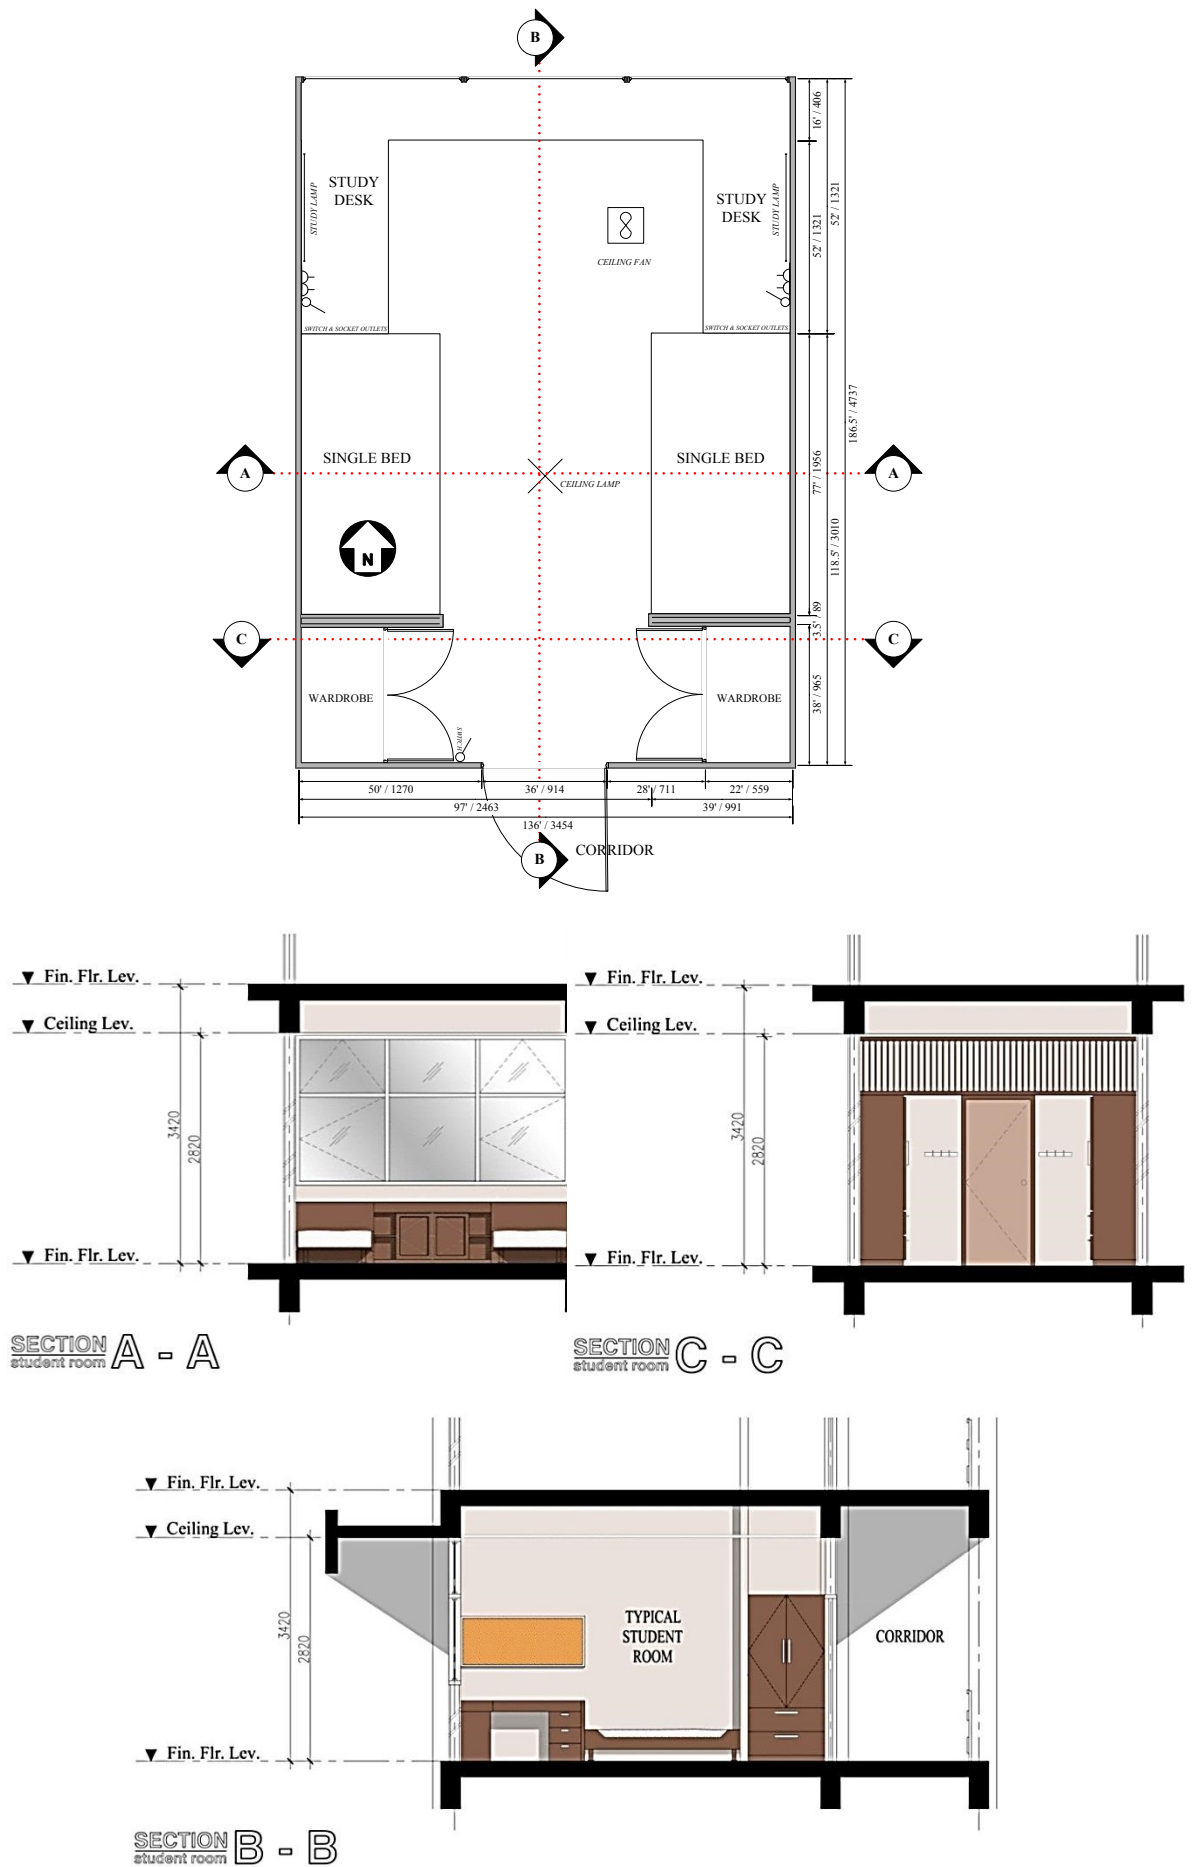 B
16' / 406
STUDY
DESK
STUDY LAMP
STUDY
DESK
STUDY LAMP
52' / 1321
52' / 1321
CEILING FAN
SWITCH & SOCKET OUTLETS
SWITCH & SOCKET OUTLETS
186.5' / 4737
SINGLE BED
SINGLE BED
A
A
CEILING LAMP
77' / 1956
118.5' / 3010
N
3.5' / 89
C
C
WARDROBE
WARDROBE
38' / 965
SWITCH
50' / 1270
36' / 914
28' / 711
22' / 559
97' / 2463
39' / 991
136' / 3454
B
CORRIDOR
Fin. Flr. Lev.
Ceiling Lev.
3420
2820
Fin. Flr. Lev.
SECTION A - A
student room
Fin. Flr. Lev.
Ceiling Lev.
3420
2820
Fin. Flr. Lev.
SECTION C - C
student room
Fin. Flr. Lev.
Ceiling Lev.
3420
2820
TYPICAL
STUDENT
ROOM
CORRIDOR
Fin. Flr. Lev.
SECTION B - B
student room